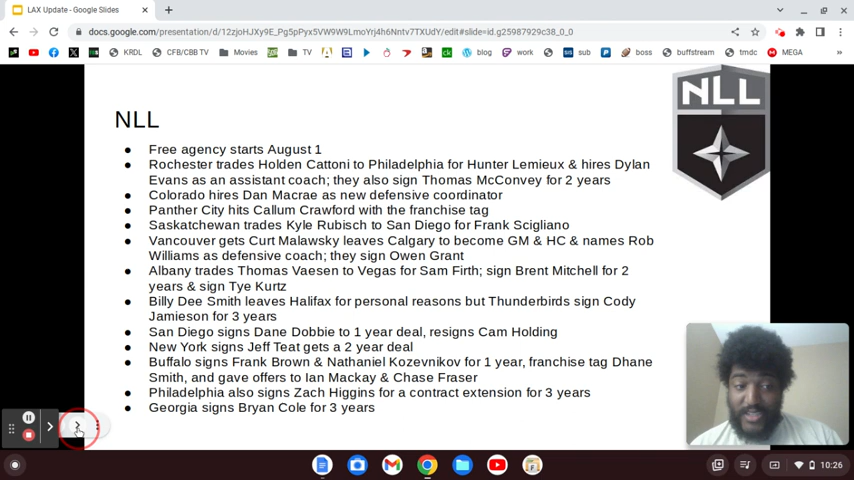 LAX Update - Google Slides
docs.google.com/presentation/d/12zjoHJXy9E_Pg5pPyx5VW9W9LmoYrj4h6Nntv7TXUdY/edit#slide=id.g25987929c38_0_0
KRDL CFB/CBB TV Movies TV blog work sub boss buffstream tmdc MEGA
NLL
NLL
Free agency starts August 1
Rochester trades Holden Cattoni to Philadelphia for Hunter Lemieux & hires Dylan
Evans as an assistant coach; they also sign Thomas McConvey for 2 years
Colorado hires Dan Macrae as new defensive coordinator
Panther City hits Callum Crawford with the franchise tag
Saskatchewan trades Kyle Rubisch to San Diego for Frank Scigliano
Vancouver gets Curt Malawsky leaves Calgary to become GM & HC & names Rob
Williams as defensive coach; they sign Owen Grant
Albany trades Thomas Vaesen to Vegas for Sam Firth; sign Brent Mitchell for 2
years & sign Tye Kurtz
Billy Dee Smith leaves Halifax for personal reasons but Thunderbirds sign Cody
Jamieson for 3 years
San Diego signs Dane Dobbie to 1 year deal, resigns Cam Holding
New York signs Jeff Teat gets a 2 year deal
Buffalo signs Frank Brown & Nathaniel Kozevnikov for 1 year, franchise tag Dhane
Smith, and gave offers to Ian Mackay & Chase Fraser
Philadelphia also signs Zach Higgins for a contract extension for 3 years
Georgia signs Bryan Cole for 3 years
10:26